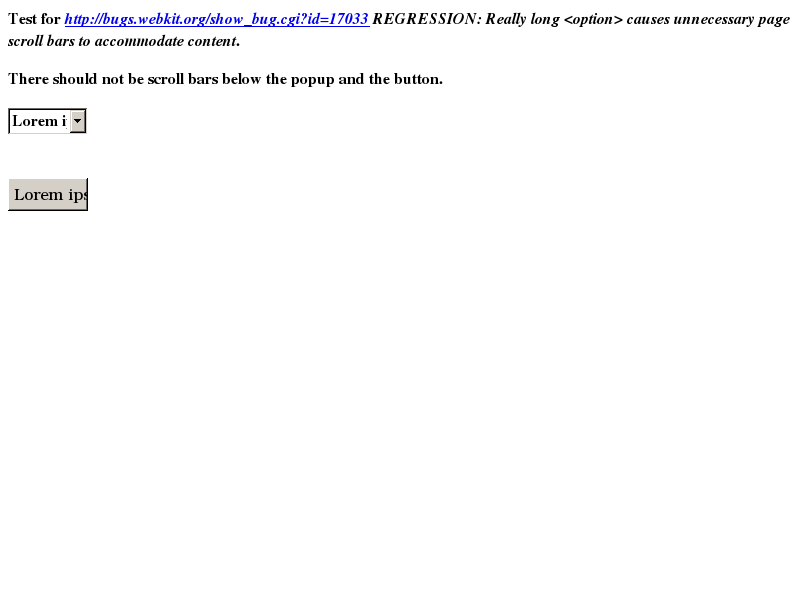 Test for http://bugs.webkit.org/show_bug.cgi?id=17033 REGRESSION: Really long <option> causes unnecessary page
scroll bars to accommodate content.
There should not be scroll bars below the popup and the button.
Lorem i
Lorem ips